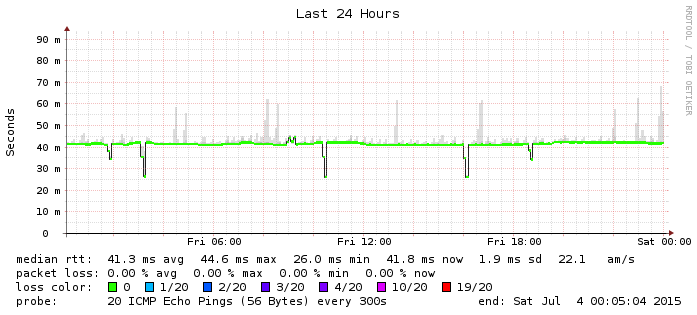 Last 24 Hours
RRDTOOL / TOBI OETIKER
Seconds
90 m
80 m
70 m
60 m
50 m
40 m
30 m
20 m
10 m
0
Fri 06:00 Fri 12:00 Fri 18:00 Sat 00:00
median rtt: 41.3 ms avg 44.6 ms max 26.0 ms min 41.8 ms now 1.9 ms sd 22.1 am/s
packet loss: 0.00 % avg 0.00 % max 0.00 % min 0.00 % now
loss color: 0 1/20 2/20 3/20 4/20 10/20 19/20
probe: 20 ICMP Echo Pings (56 Bytes) every 300s end: Sat Jul 4 00:05:04 2015